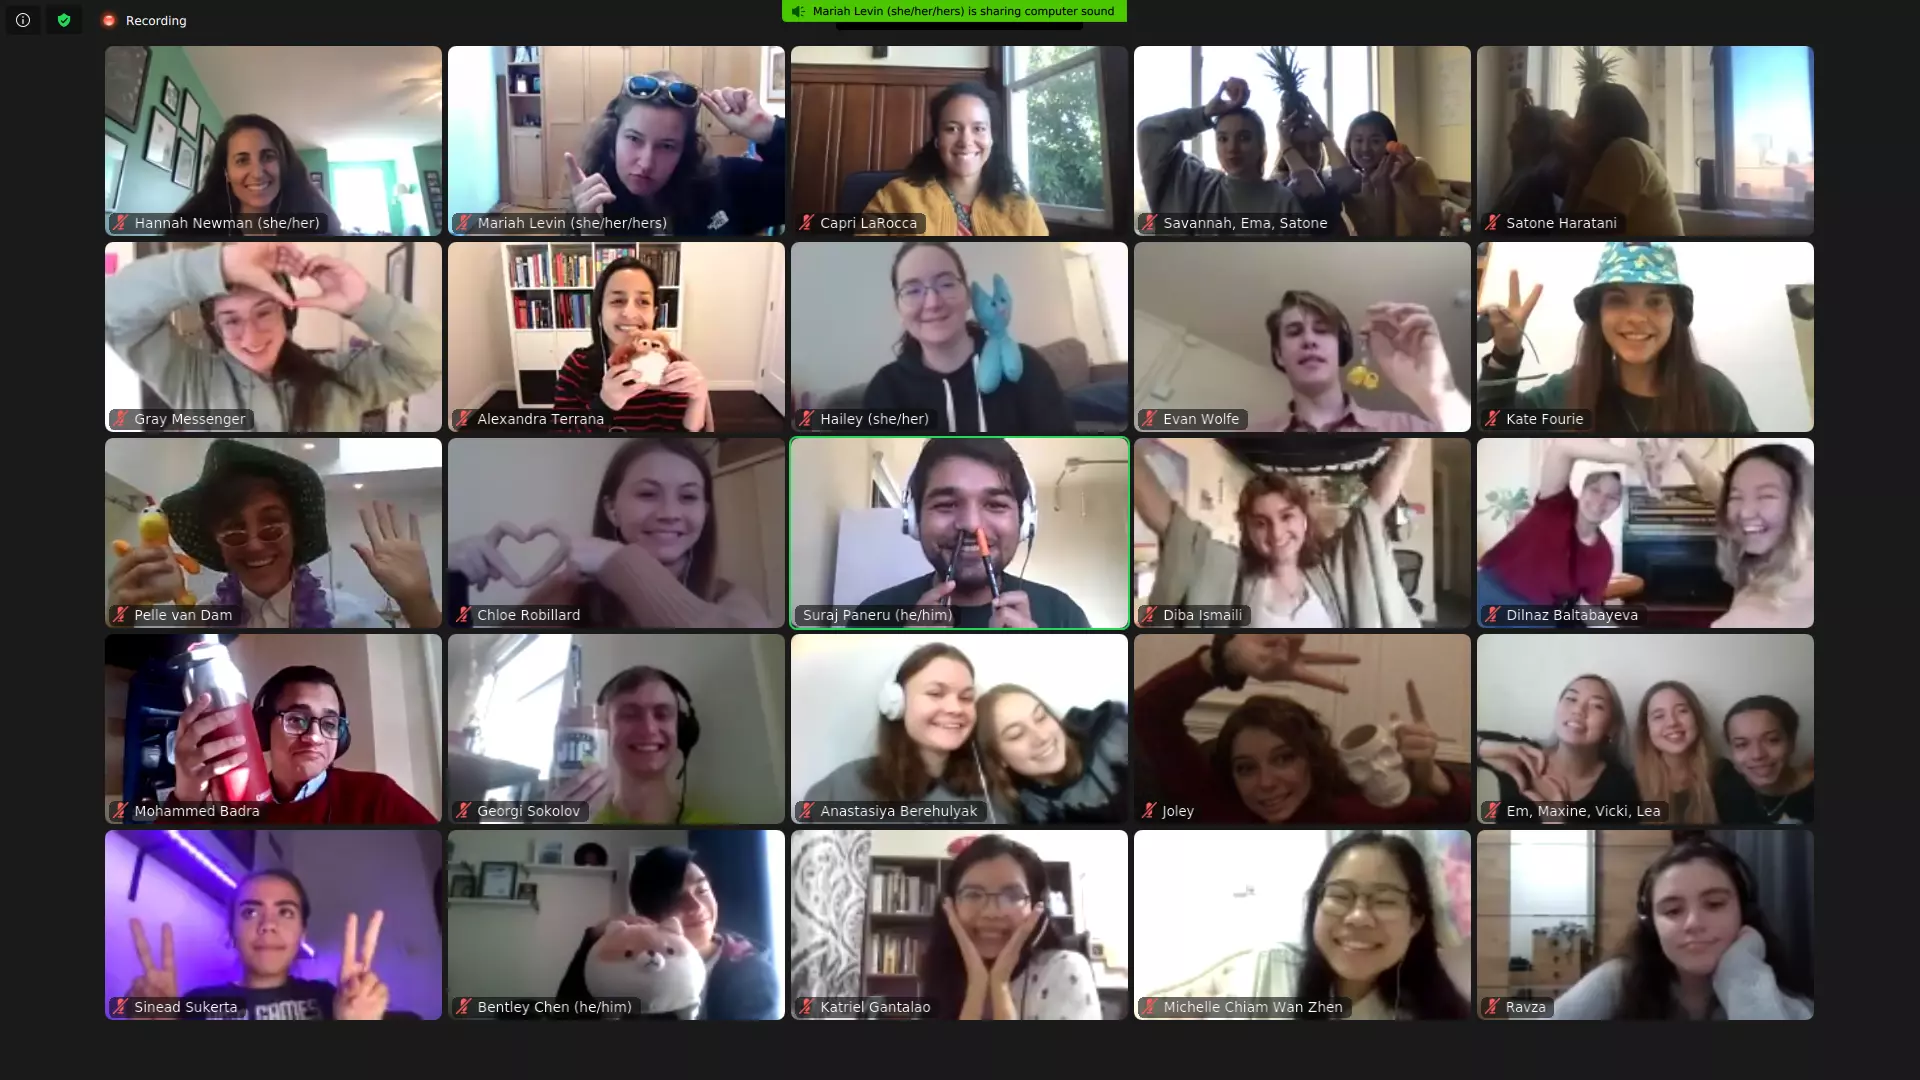 Recording
Mariah Levin (she/her/hers) is sharing computer sound
Hannah Newman (she/her)
Mariah Levin (she/her/hers)
Capri LaRocca
Savannah, Ema, Satone
Satone Haratani
Gray Messenger
Alexandra Terrana
Hailey (she/her)
Evan Wolfe
Kate Fourie
Pelle van Dam
Chloe Robillard
Suraj Paneru (he/him)
Diba Ismaili
Dilnaz Baltabayeva
Mohammed Badra
Georgi Sokolov
Anastasiya Berehulyak
Joley
Em, Maxine, Vicki, Lea
Sinead Sukerta
Bentley Chen (he/him)
Katriel Gantalao
Michelle Chiam Wan Zhen
Ravza